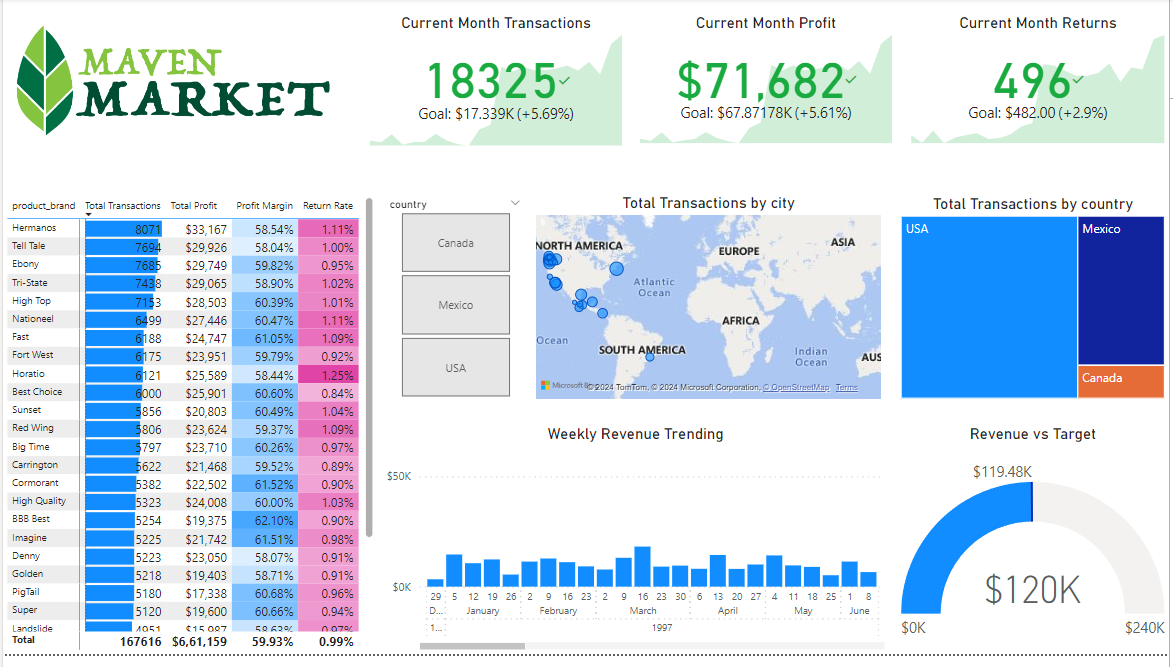 MAVEN
MARKET
Current Month Transactions
18325
Goal: $17.339K (+5.69%)
Current Month Profit
$71,682
Goal: $67.87178K (+5.61%)
Current Month Returns
496
Goal: $482.00 (+2.9%)
product_brand Total Transactions Total Profit Profit Margin Return Rate
Hermanos 8071 $33,167 58.54% 1.11%
Tell Tale 7694 $29,926 58.04% 1.00%
Ebony 7685 $29,749 59.82% 0.95%
Tri-State 7438 $29,065 58.90% 1.02%
High Top 7153 $28,503 60.39% 1.01%
Nationeel 6499 $27,446 60.47% 1.11%
Fast 6188 $24,747 61.05% 1.09%
Fort West 6175 $23,951 59.79% 0.92%
Horatio 6121 $25,589 58.44% 1.25%
Best Choice 6000 $25,901 60.60% 0.84%
Sunset 5856 $20,803 60.49% 1.04%
Red Wing 5806 $23,624 59.37% 1.09%
Big Time 5797 $23,710 60.26% 0.97%
Carrington 5622 $21,468 59.52% 0.89%
Cormorant 5382 $22,502 61.52% 0.90%
High Quality 5323 $24,008 60.00% 1.03%
BBB Best 5254 $19,375 62.10% 0.90%
Imagine 5225 $21,742 61.51% 0.98%
Denny 5223 $23,050 58.07% 0.91%
Golden 5218 $19,403 58.71% 0.91%
PigTail 5180 $17,338 60.68% 0.96%
Super 5120 $19,600 60.66% 0.94%
Landslide 4951 $15,987 58.63% 0.97%
Total 167616 $6,61,159 59.93% 0.99%
country
Canada
Mexico
USA
Total Transactions by city
NORTH AMERICA
EUROPE
ASIA
Atlantic
Ocean
AFRICA
Ocean
SOUTH AMERICA
Indian
Ocean
AUS
Microsoft
© 2024 TomTom, © 2024 Microsoft Corporation, © OpenStreetMap Terms
Total Transactions by country
USA
Mexico
Canada
Weekly Revenue Trending
$50K
$0K
29 5 12 19 26 2 9 16 23 2 9 16 23 30 6 13 20 27 4 11 18 25 1 8
D... January February March April May June
1... 1997
Revenue vs Target
$119.48K
$120K
$0K
$240K